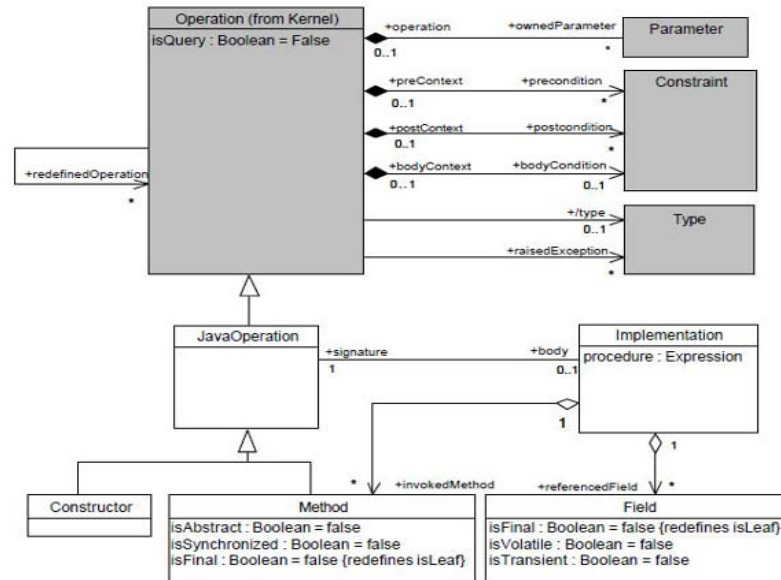 Operation (from Kernel)
isQuery : Boolean = False
+operation
+ownedParameter
0..1
*
Parameter
+preContext
+precondition
0..1
*
Constraint
+postContext
+postcondition
0..1
*
+bodyContext
+bodyCondition
0..1
0..1
+redefinedOperation
*
+/type
0..1
Type
+raisedException
*
JavaOperation
+signature
1
+body
0..1
Implementation
procedure : Expression
1
1
*
+invokedMethod
+referencedField
*
Constructor
Method
isAbstract : Boolean = false
isSynchronized : Boolean = false
isFinal : Boolean = false {redefines isLeaf}
Field
isFinal : Boolean = false {redefines isLeaf}
isVolatile : Boolean = false
isTransient : Boolean = false